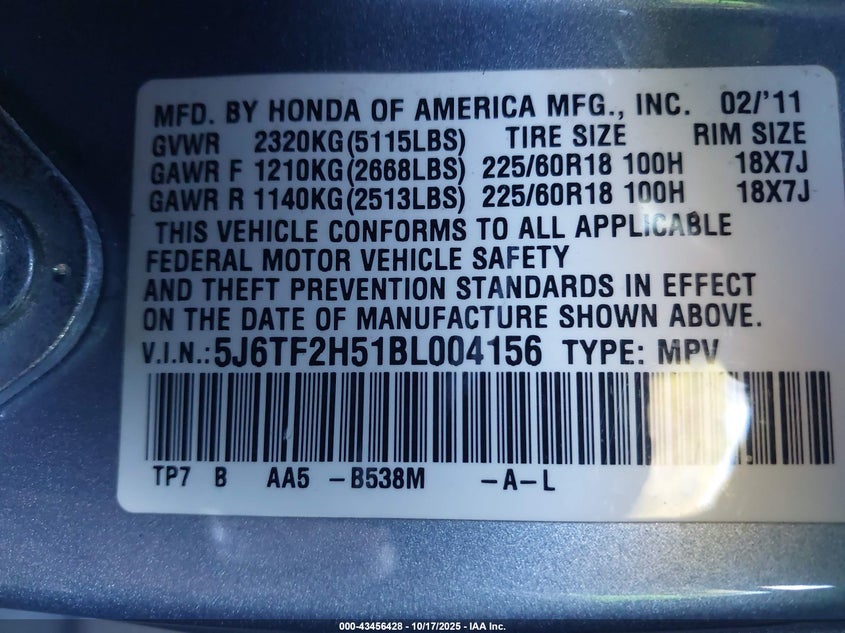 MFD. BY HONDA OF AMERICA MFG., INC. 02/'11
GVWR 2320KG(5115LBS) TIRE SIZE RIM SIZE
GAWR F 1210KG(2668LBS) 225/60R18 100H 18X7J
GAWR R 1140KG(2513LBS) 225/60R18 100H 18X7J
THIS VEHICLE CONFORMS TO ALL APPLICABLE
FEDERAL MOTOR VEHICLE SAFETY
AND THEFT PREVENTION STANDARDS IN EFFECT
ON THE DATE OF MANUFACTURE SHOWN ABOVE.
V.I.N.:5J6TF2H51BL004156 TYPE: MPV
TP7 B AA5 -B538M -A-L
000-43456428 - 10/17/2025 - IAA Inc.